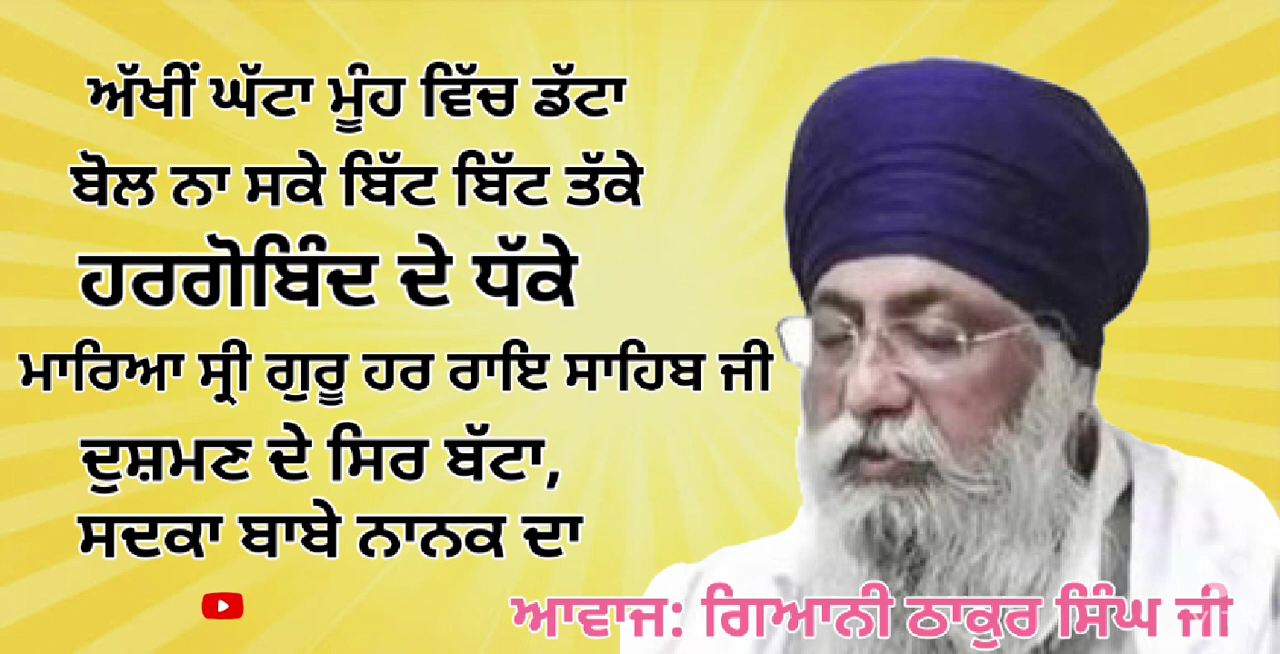 ਅੱਖੀਂ ਘੱਟਾ ਮੂੰਹ ਵਿੱਚ ਡੱਟਾ
ਬੋਲ ਨਾ ਸਕੇ ਬਿੱਟ ਬਿੱਟ ਤੱਕੇ
ਹਰਗੋਬਿੰਦ ਦੇ ਧੱਕੇ
ਮਾਰਿਆ ਸ੍ਰੀ ਗੁਰੂ ਹਰ ਰਾਇ ਸਾਹਿਬ ਜੀ
ਦੁਸ਼ਮਣ ਦੇ ਸਿਰ ਬੱਟਾ,
ਸਦਕਾ ਬਾਬੇ ਨਾਨਕ ਦਾ
ਆਵਾਜ: ਗਿਆਨੀ ਠਾਕੁਰ ਸਿੰਘ ਜੀ